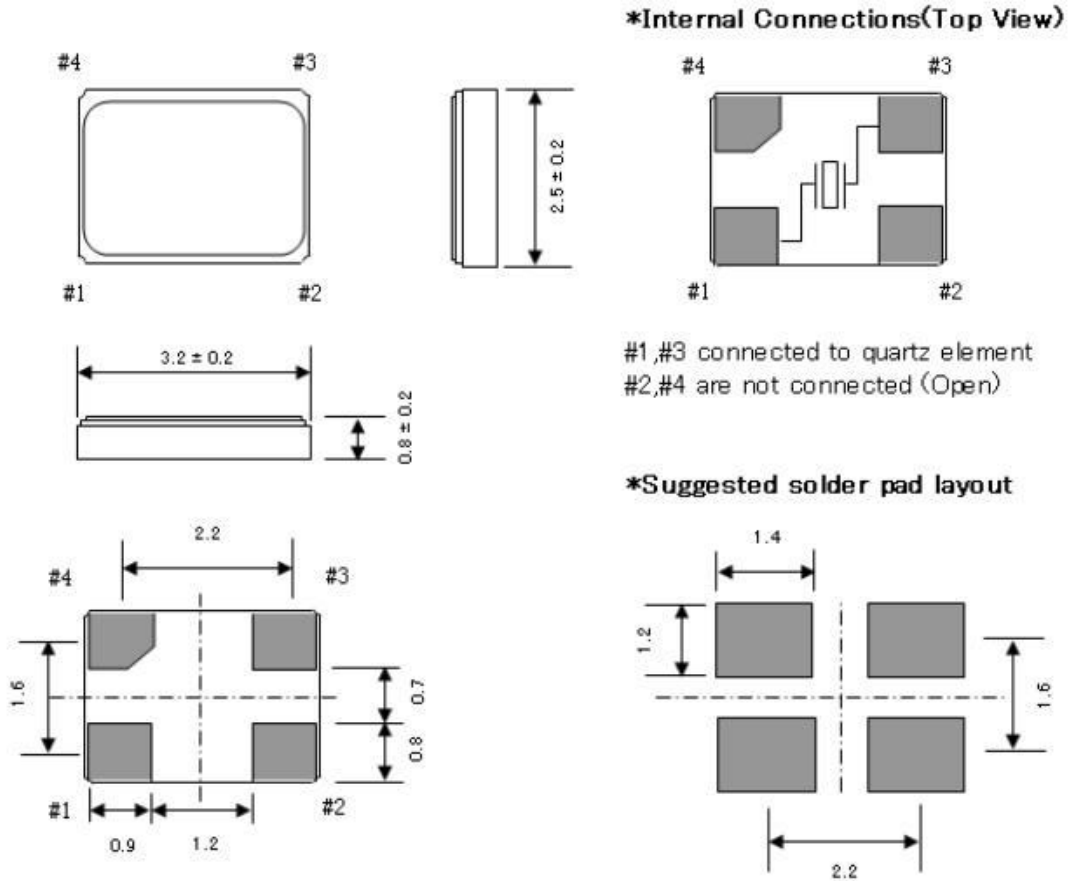 *Internal Connections(Top View)
#4 #3
#1 #2
2.5 ± 0.2
#4 #3
#1 #2
#1,#3 connected to quartz element
#2,#4 are not connected (Open)
3.2 ± 0.2
0.8 ± 0.2
*Suggested solder pad layout
2.2
#4 #3
1.6
0.7
0.8
#1 #2
0.9 1.2
1.4
1.2
1.6
2.2